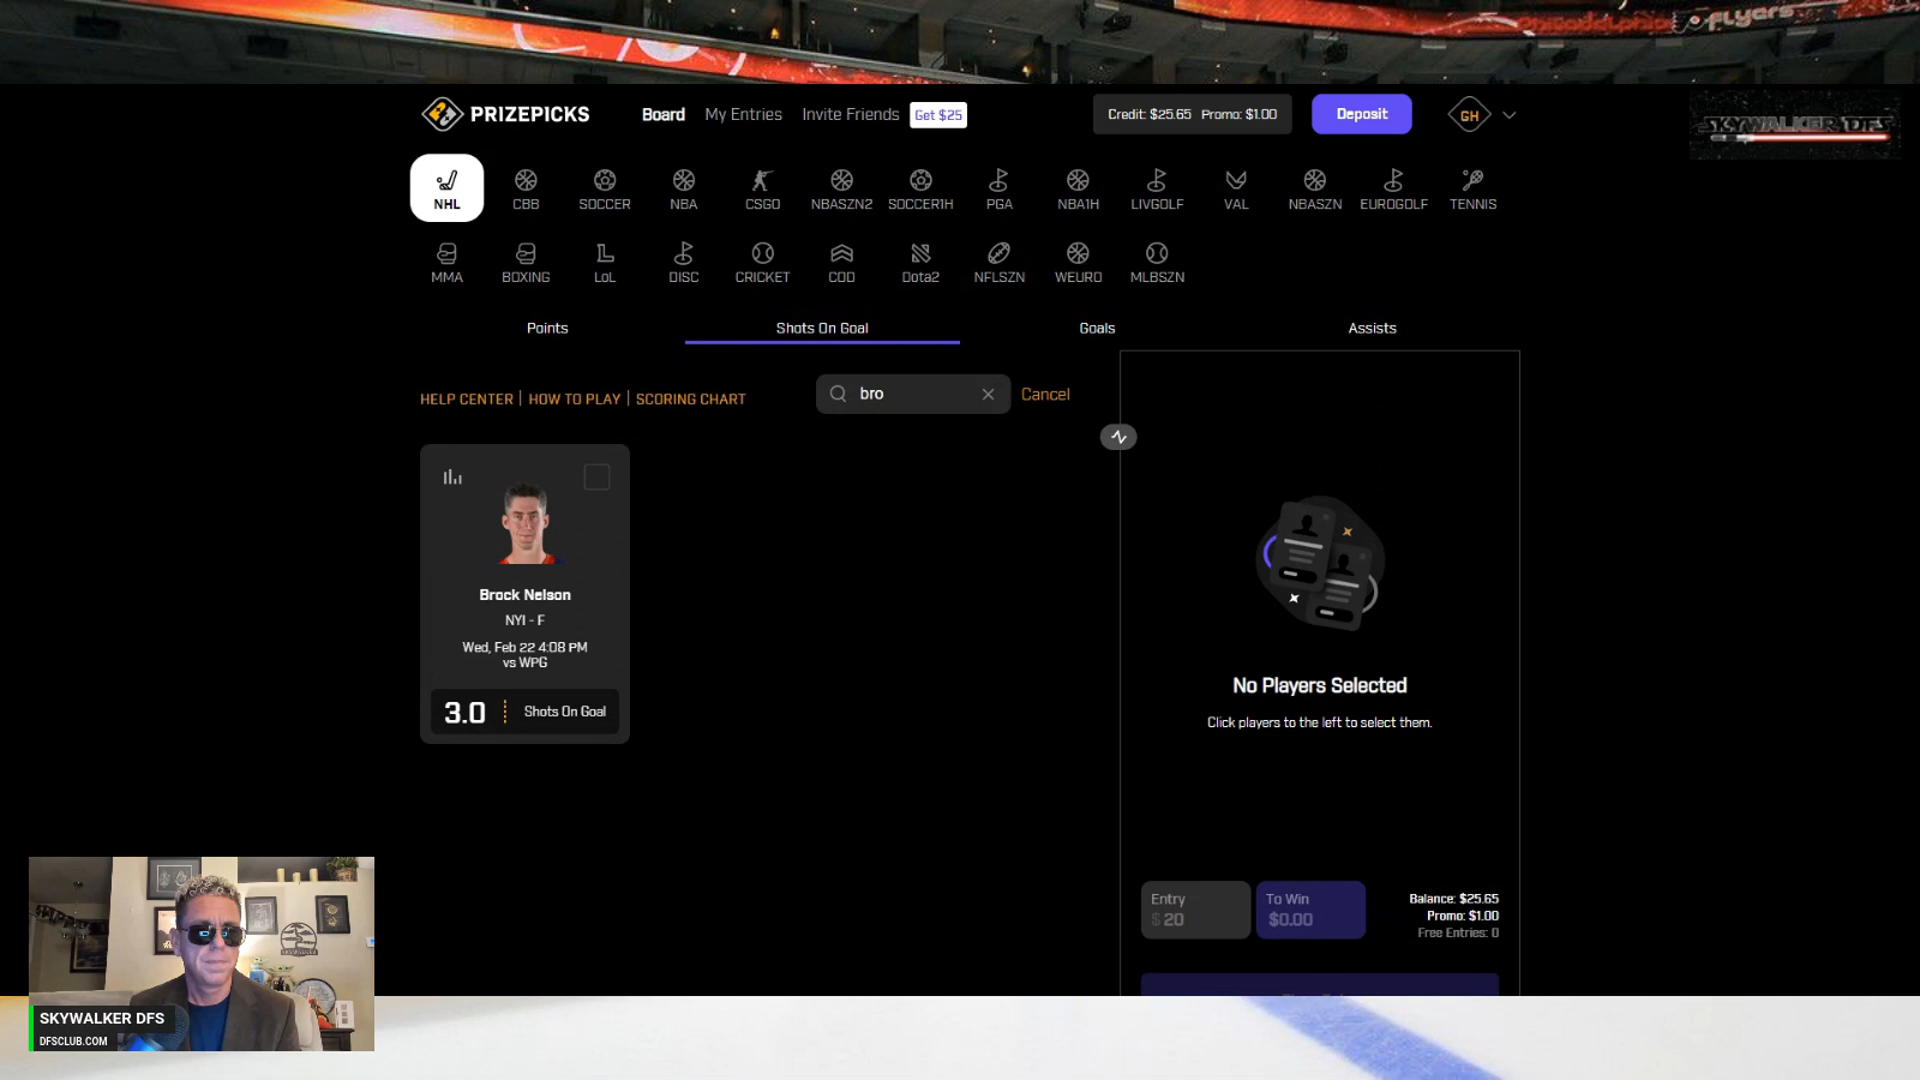 Philadelphia flyers
PRIZEPICKS
Board
My Entries
Invite Friends
Get $25
Credit: $25.65 Promo: $1.00
Deposit
GH
SKYWALKER DFS
NHL
CBB
SOCCER
NBA
CSGO
NBASZN2
SOCCER1H
PGA
NBA1H
LIVGOLF
VAL
NBASZN
EUROGOLF
TENNIS
MMA
BOXING
LoL
DISC
CRICKET
COD
Dota2
NFLSZN
WEURO
MLBSZN
Points
Shots On Goal
Goals
Assists
HELP CENTER | HOW TO PLAY | SCORING CHART
bro
Cancel
Brock Nelson
NYI - F
Wed, Feb 22 4:08 PM
vs WPG
3.0 Shots On Goal
No Players Selected
Click players to the left to select them.
Entry
$ 20
To Win
$0.00
Balance: $25.65
Promo: $1.00
Free Entries: 0
SKYWALKER DFS
DFSCLUB.COM